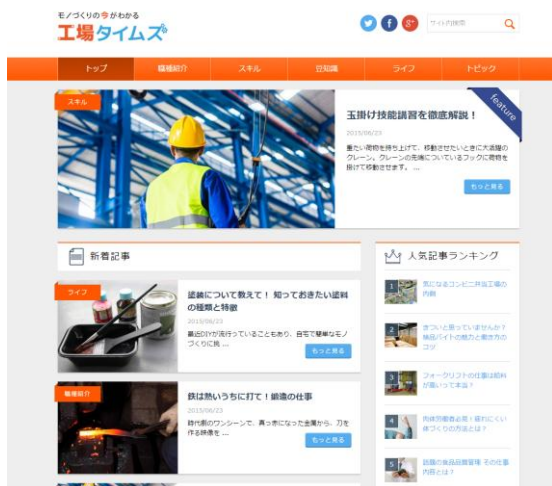 モノづくりの今がわかる
工場タイムズ
サイト内検索
トップ
職種紹介
スキル
豆知識
ライフ
トピック
スキル
feature
玉掛け技能講習を徹底解説！
2015/06/23
重たい荷物を持ち上げて、移動させたいときに大活躍の
クレーン。クレーンの先端についているフックに荷物を
掛けて移動させます。 ...
もっと見る
新着記事
ライフ
塗装について教えて！ 知っておきたい塗料
の種類と特徴
2015/06/23
最近DIYが流行っていることもあり、自宅で簡単なモノ
づくりに挑 ...
もっと見る
職種紹介
鉄は熱いうちに打て！鍛造の仕事
2015/06/23
時代劇のワンシーンで、真っ赤になった金属から、刀を
作る映像を ...
もっと見る
人気記事ランキング
1
気になるコンビニ弁当工場の
内側
2
きついと思っていませんか？
検品バイトの魅力と働き方の
コツ
3
フォークリフトの仕事は給料
が高いって本当？
4
肉体労働者必見！疲れにくい
体づくりの方法とは？
5
話題の食品品質管理 その仕事
内容とは？